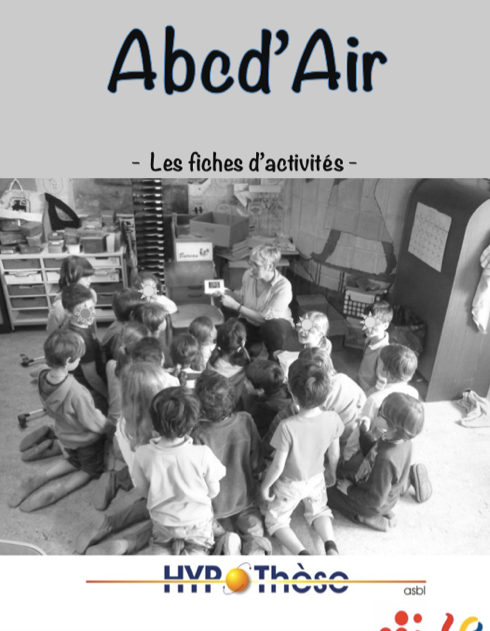 Abcd'Air
- Les fiches d'activités -
HYPOThèse
asbl